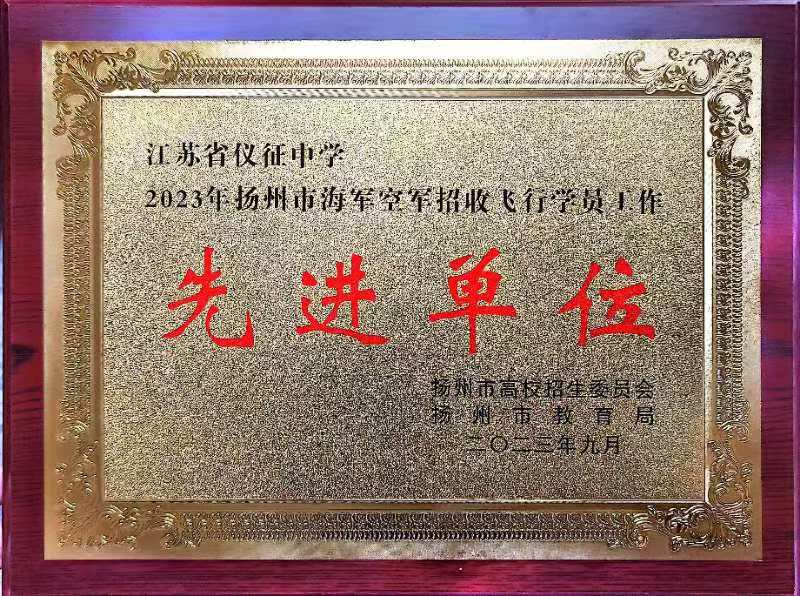 江苏省仪征中学
2023年扬州市海军空军招收飞行学员工作
先进单位
扬州市高校招生委员会
扬州市教育局
二〇二三年九月